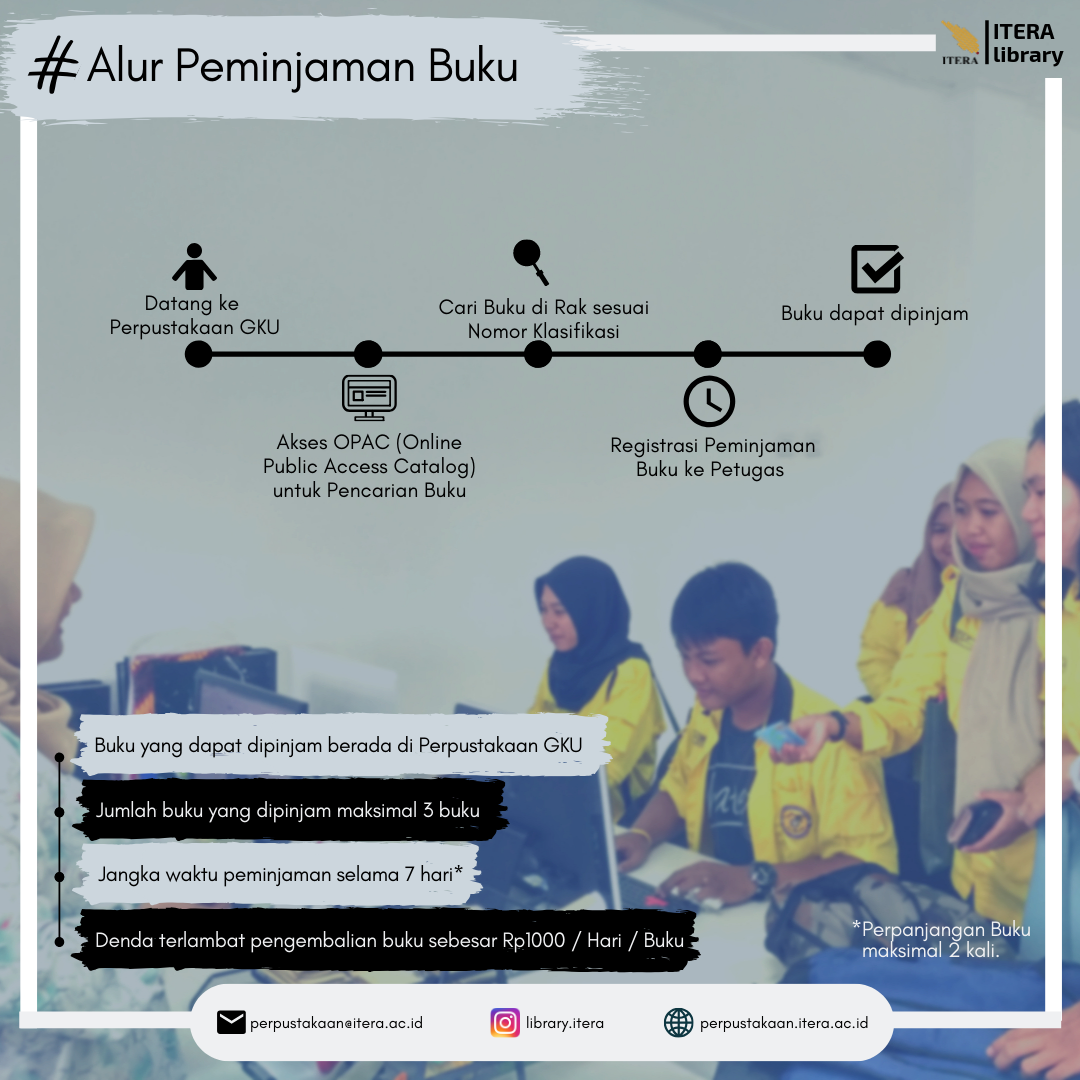 #Alur Peminjaman Buku
ITERA
ITERA
library
Datang ke
Perpustakaan GKU
Akses OPAC (Online
Public Access Catalog)
untuk Pencarian Buku
Cari Buku di Rak sesuai
Nomor Klasifikasi
Registrasi Peminjaman
Buku ke Petugas
Buku dapat dipinjam
Buku yang dapat dipinjam berada di Perpustakaan GKU
Jumlah buku yang dipinjam maksimal 3 buku
Jangka waktu peminjaman selama 7 hari*
Denda terlambat pengembalian buku sebesar Rp1000 / Hari / Buku
*Perpanjangan Buku
maksimal 2 kali.
perpustakaan@itera.ac.id
library.itera
perpustakaan.itera.ac.id